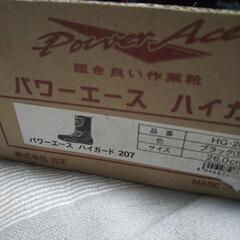 Power Ace
履き良い作業靴
パワーエース ハイガ
品番 HG-2
色 ブラック
サイズ 26.0cm
パワーエース ハイガード 207
株式会社 力王
MADE